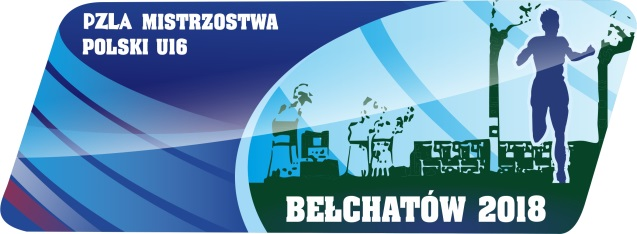 PZLA MISTRZOSTWA
POLSKI U16
BEŁCHATÓW 2018